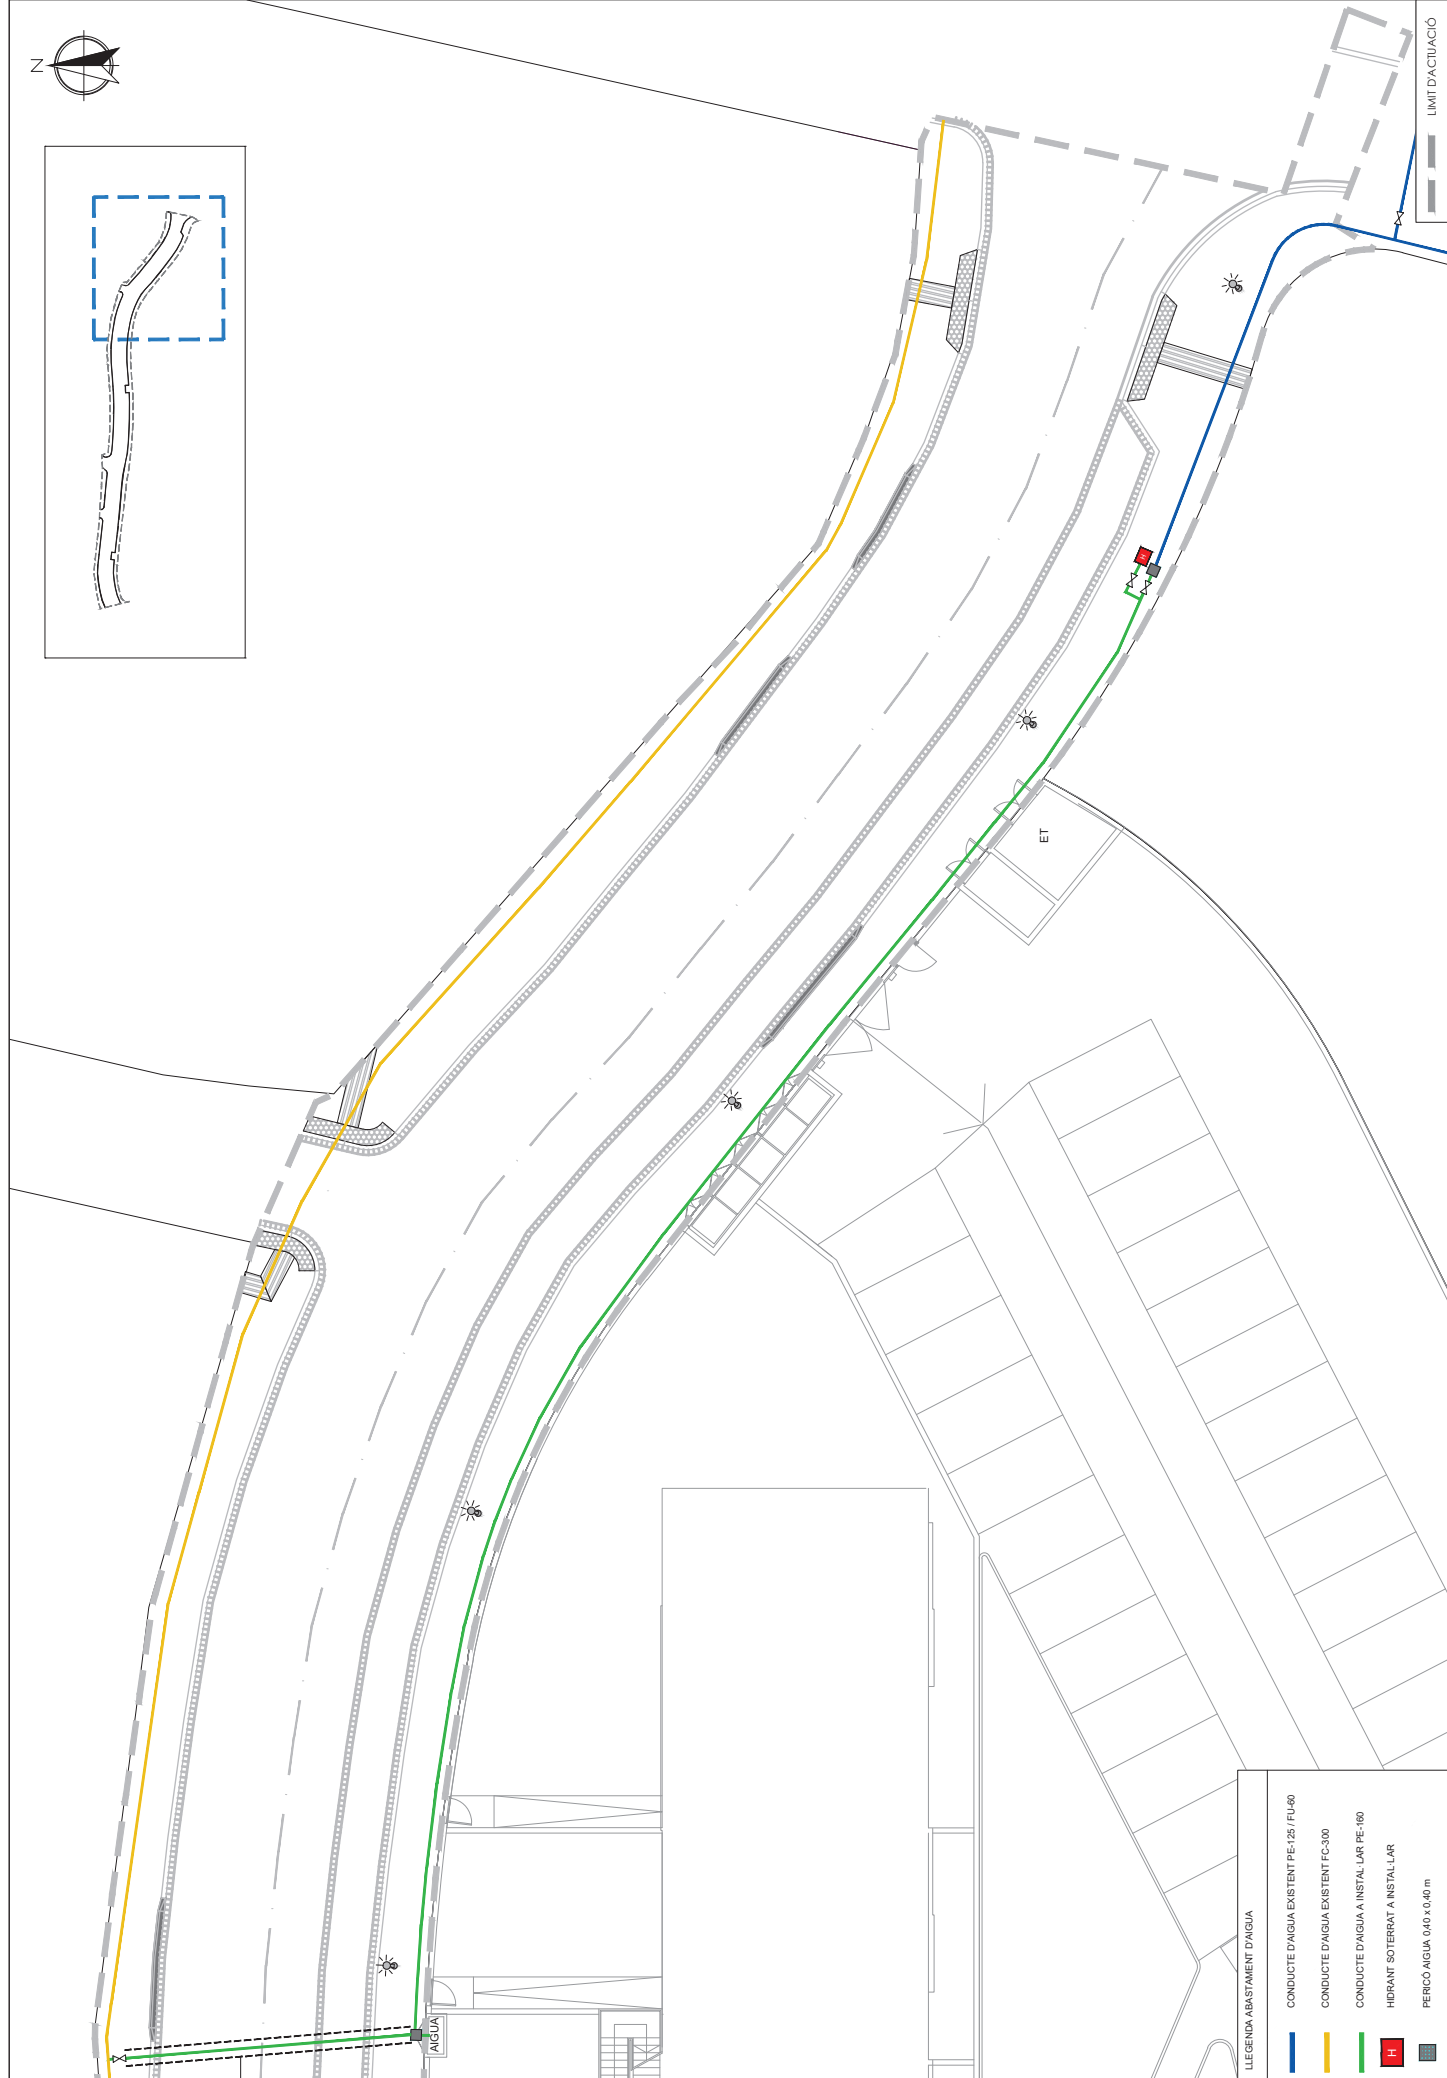 N
LIMIT D'ACTUACIÓ
H
ET
AIGUA
LLEGENDA ABASTAMENT D'AIGUA
CONDUCTE D'AIGUA EXISTENT PE-125 / FU-60
CONDUCTE D'AIGUA EXISTENT FC-300
CONDUCTE D'AIGUA A INSTAL·LAR PE-160
H
HIDRANT SOTERRAT A INSTAL·LAR
PERICÓ AIGUA 0,40 x 0,40 m